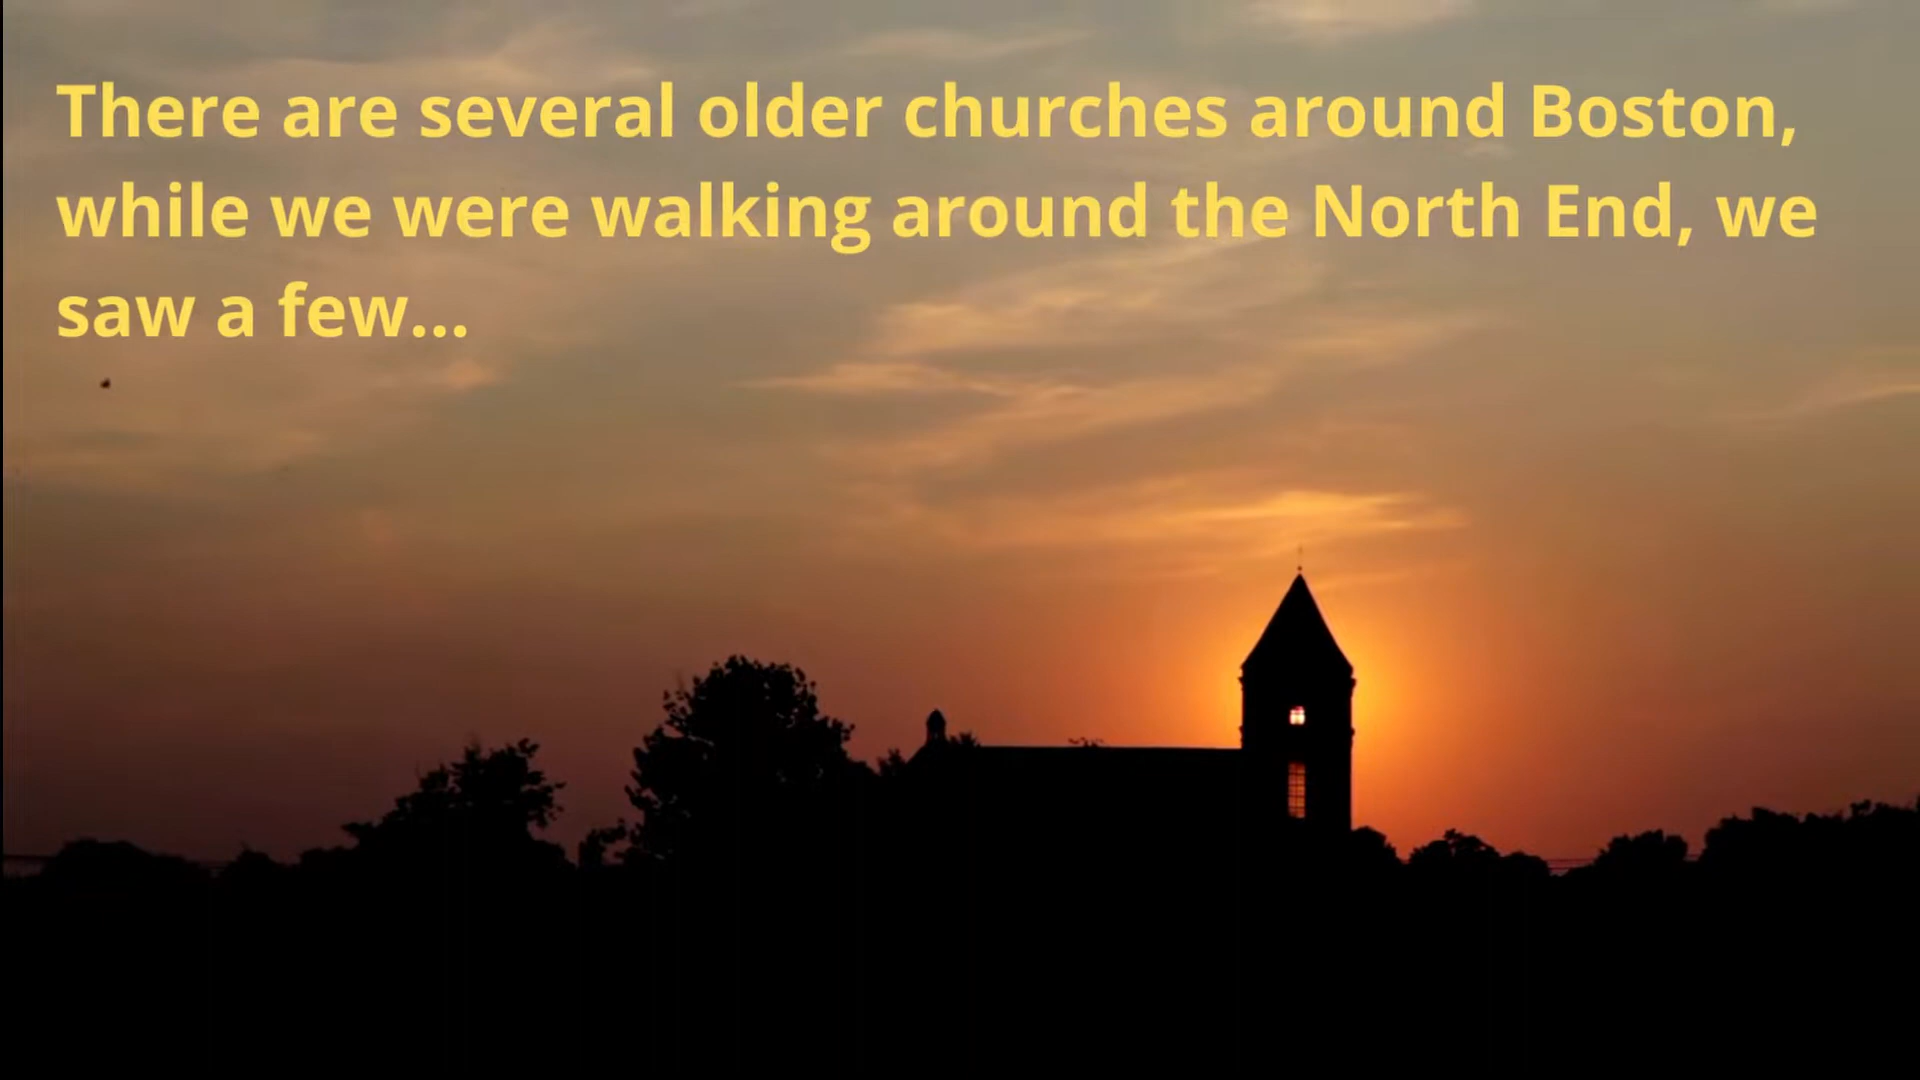 There are several older churches around Boston,
while we were walking around the North End, we
saw a few...